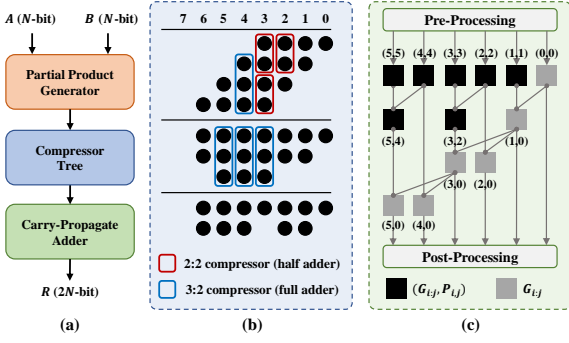 A (N-bit)
B (N-bit)
Partial Product
Generator
Compressor
Tree
Carry-Propagate
Adder
R (2N-bit)
(a)
7 6 5 4 3 2 1 0
2:2 compressor (half adder)
3:2 compressor (full adder)
(b)
Pre-Processing
(5,5) (4,4) (3,3) (2,2) (1,1) (0,0)
(5,4) (3,2) (1,0)
(3,0) (2,0)
(5,0) (4,0)
Post-Processing
(G_{i:j}, P_{i,j})
G_{i:j}
(c)